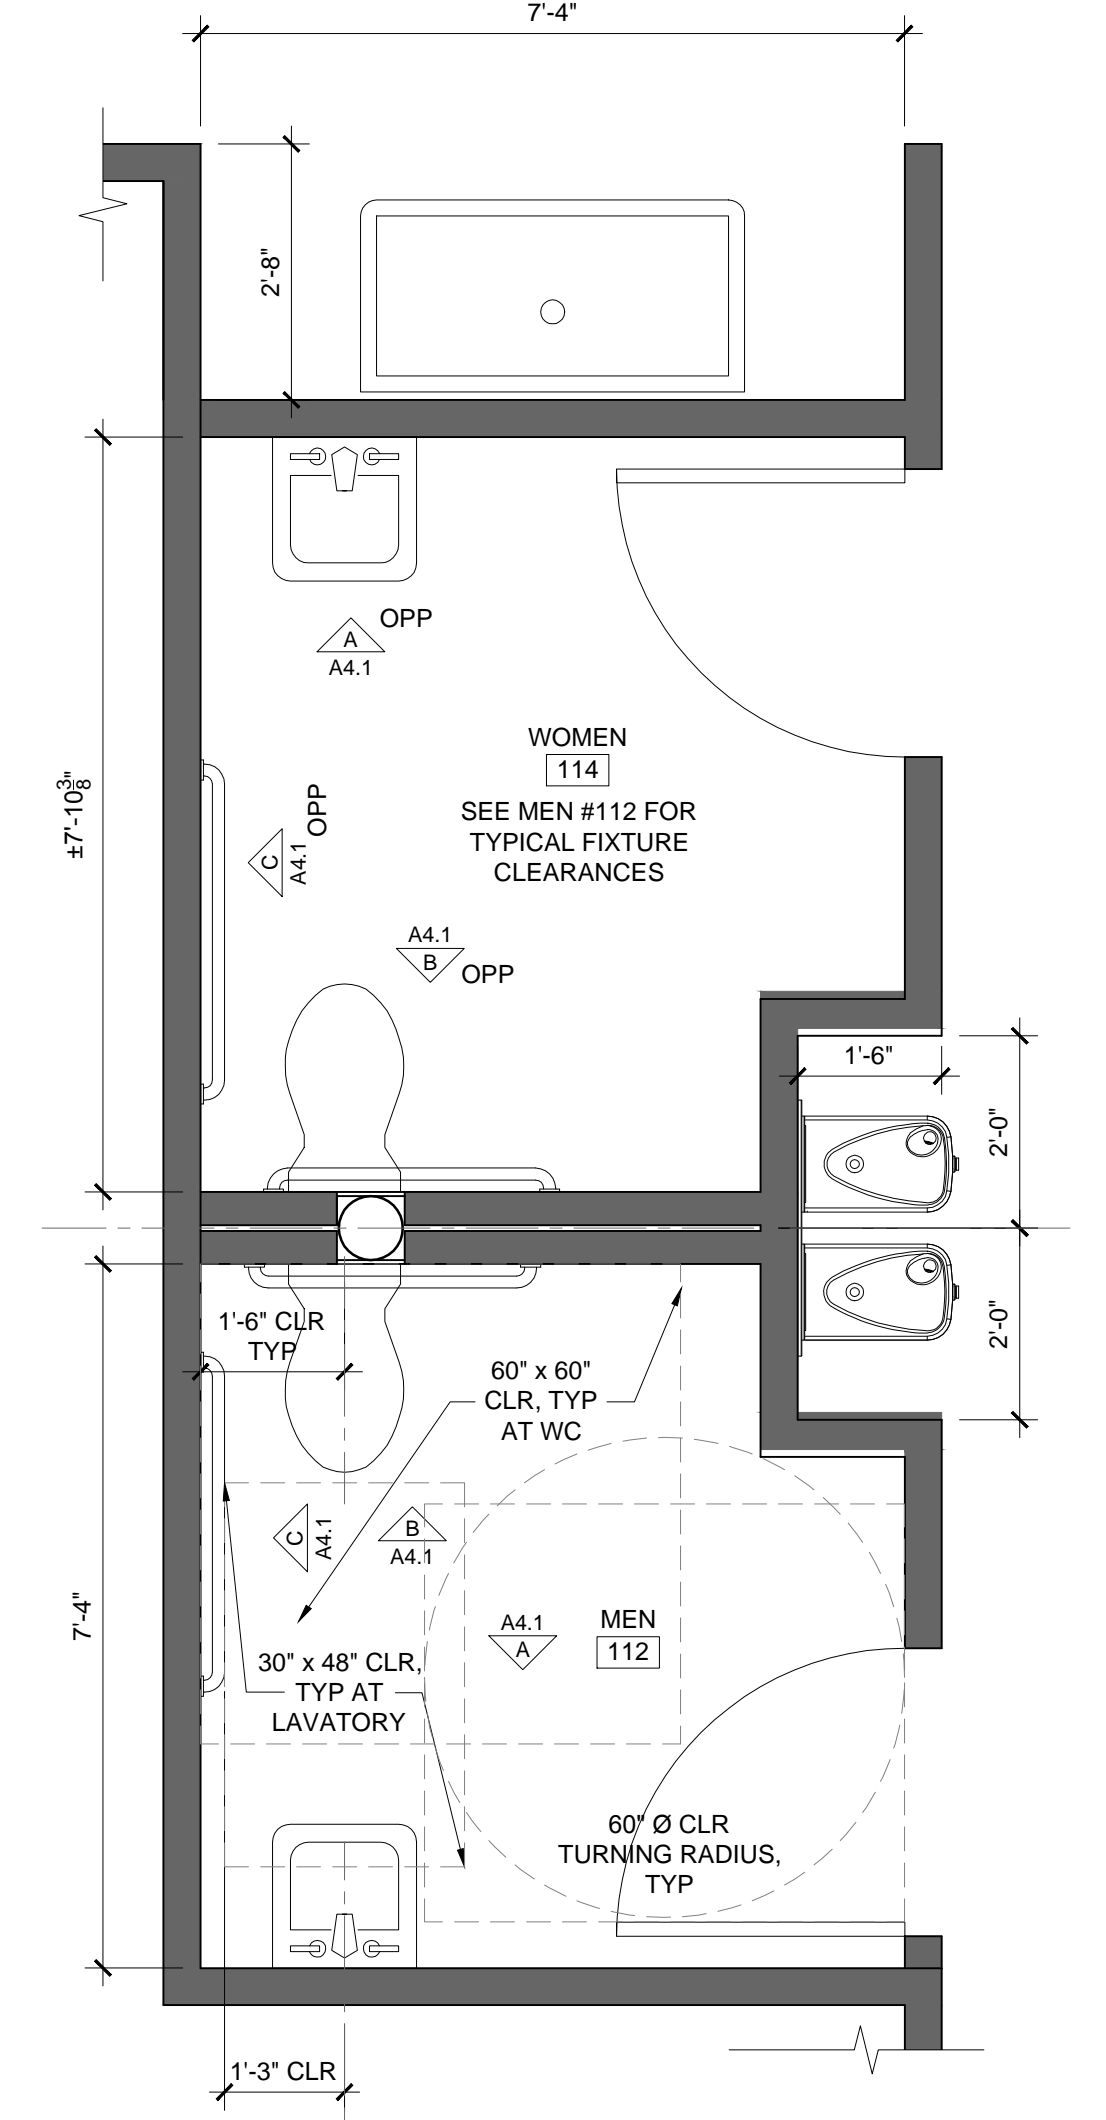 7'-4"
2'-8"
OPP
A
A4.1
WOMEN
114
SEE MEN #112 FOR
TYPICAL FIXTURE
CLEARANCES
±7'-10 3/8"
OPP
C
A4.1
A4.1
B
OPP
1'-6"
2'-0"
2'-0"
1'-6" CLR
TYP
60" x 60"
CLR, TYP
AT WC
C
A4.1
B
A4.1
7'-4"
A4.1
A
MEN
112
30" x 48" CLR,
TYP AT
LAVATORY
60" Ø CLR
TURNING RADIUS,
TYP
1'-3" CLR